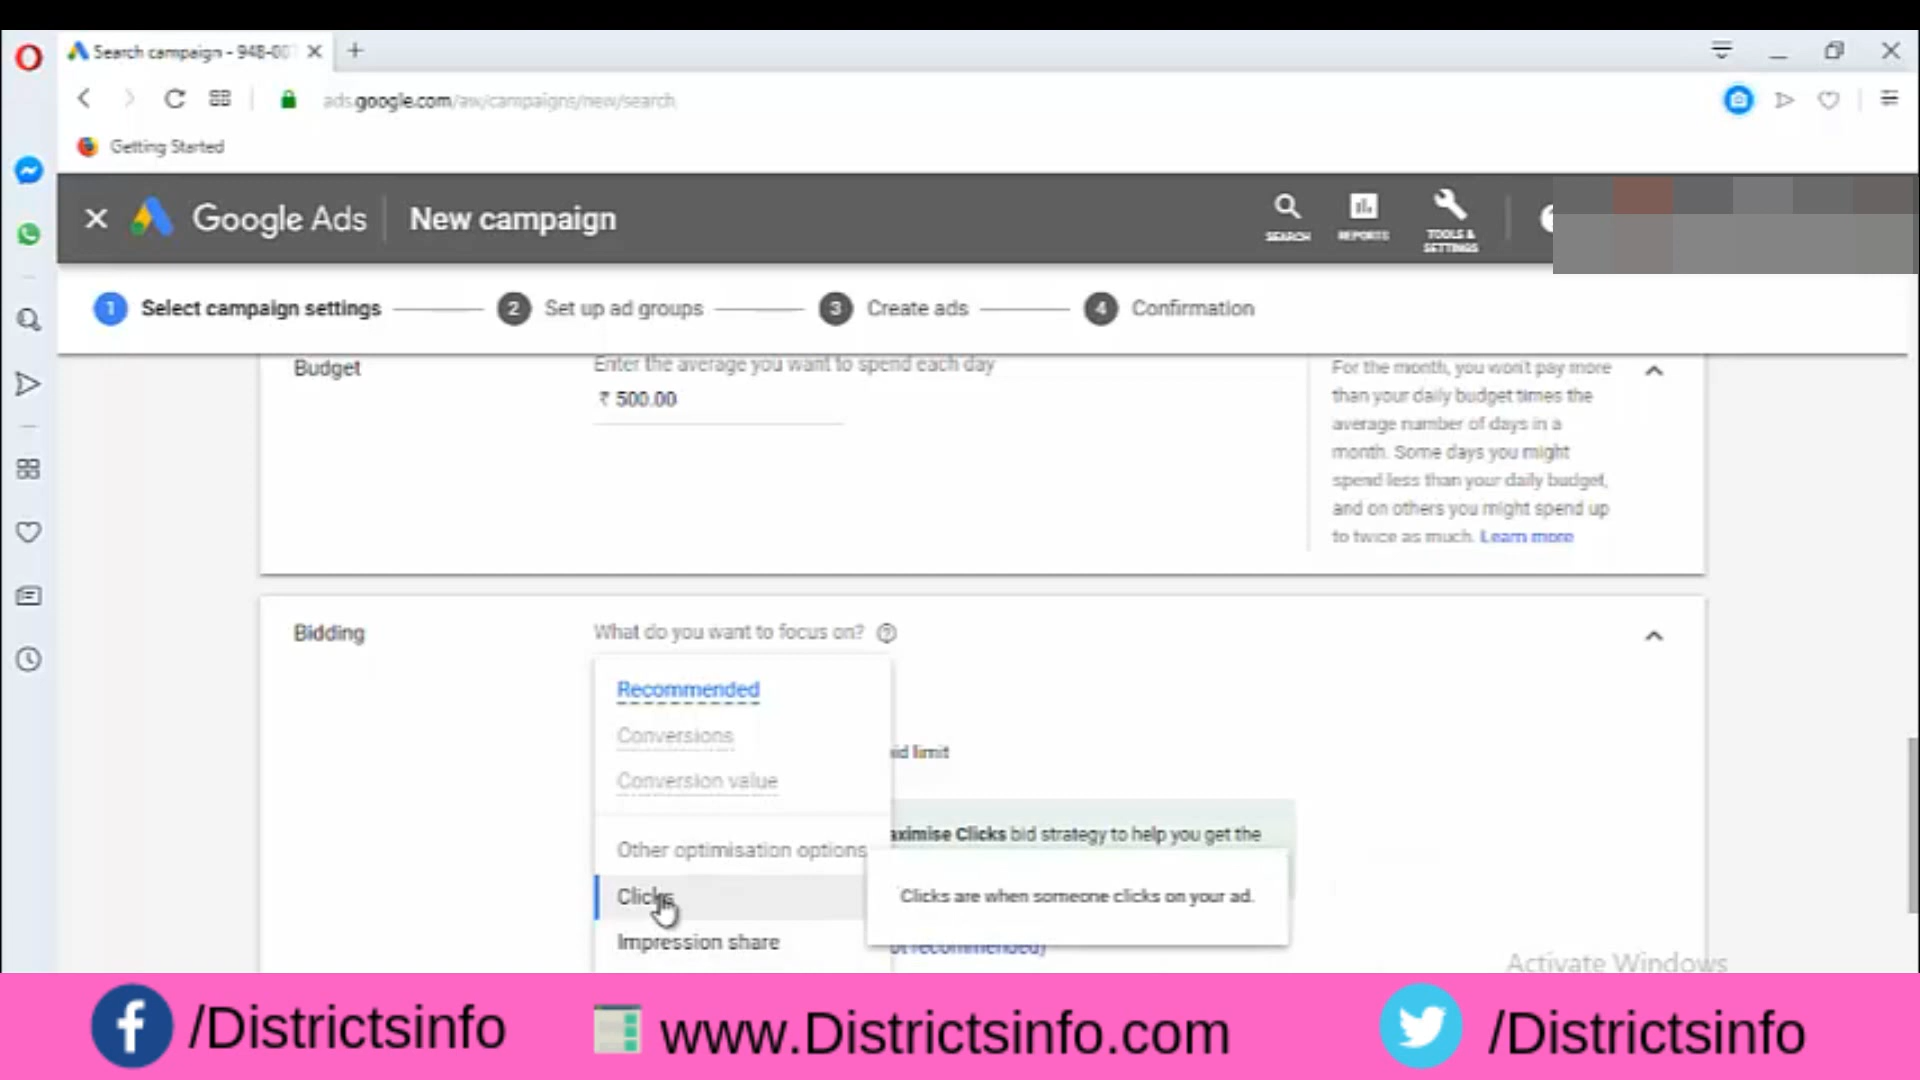 Search campaign - 948-00
ads.google.com/aw/campaigns/new/search
Getting Started
Google Ads
New campaign
SEARCH
REPORTS
TOOLS &
SETTINGS
1 Select campaign settings
2 Set up ad groups
3 Create ads
4 Confirmation
Budget
Enter the average you want to spend each day
₹ 500.00
For the month, you won't pay more
than your daily budget times the
average number of days in a
month. Some days you might
spend less than your daily budget,
and on others you might spend up
to twice as much. Learn more
Bidding
What do you want to focus on?
Recommended
Conversions
Conversion value
id limit
Other optimisation options
aximise Clicks bid strategy to help you get the
Clicks
Clicks are when someone clicks on your ad.
Impression share
ot recommended)
Activate Windows
/Districtsinfo
www.Districtsinfo.com
/Districtsinfo